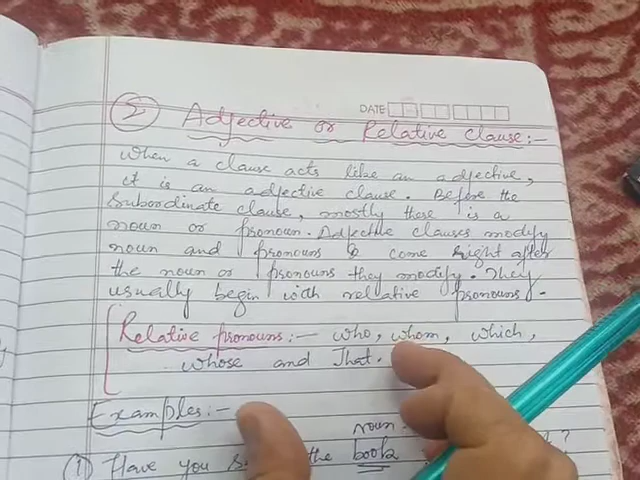 DATE
② Adjective or Relative clause:-
When a clause acts like an adjective,
it is an adjective clause. Before the
subordinate clause, mostly there is a
noun or pronoun. Adjective clauses modify
noun and pronouns & come right after
the noun or pronouns they modify. They
usually begin with relative pronouns.
Relative pronouns:- who, whom, which,
whose and That.
Examples:-
noun
① Have you the book ?